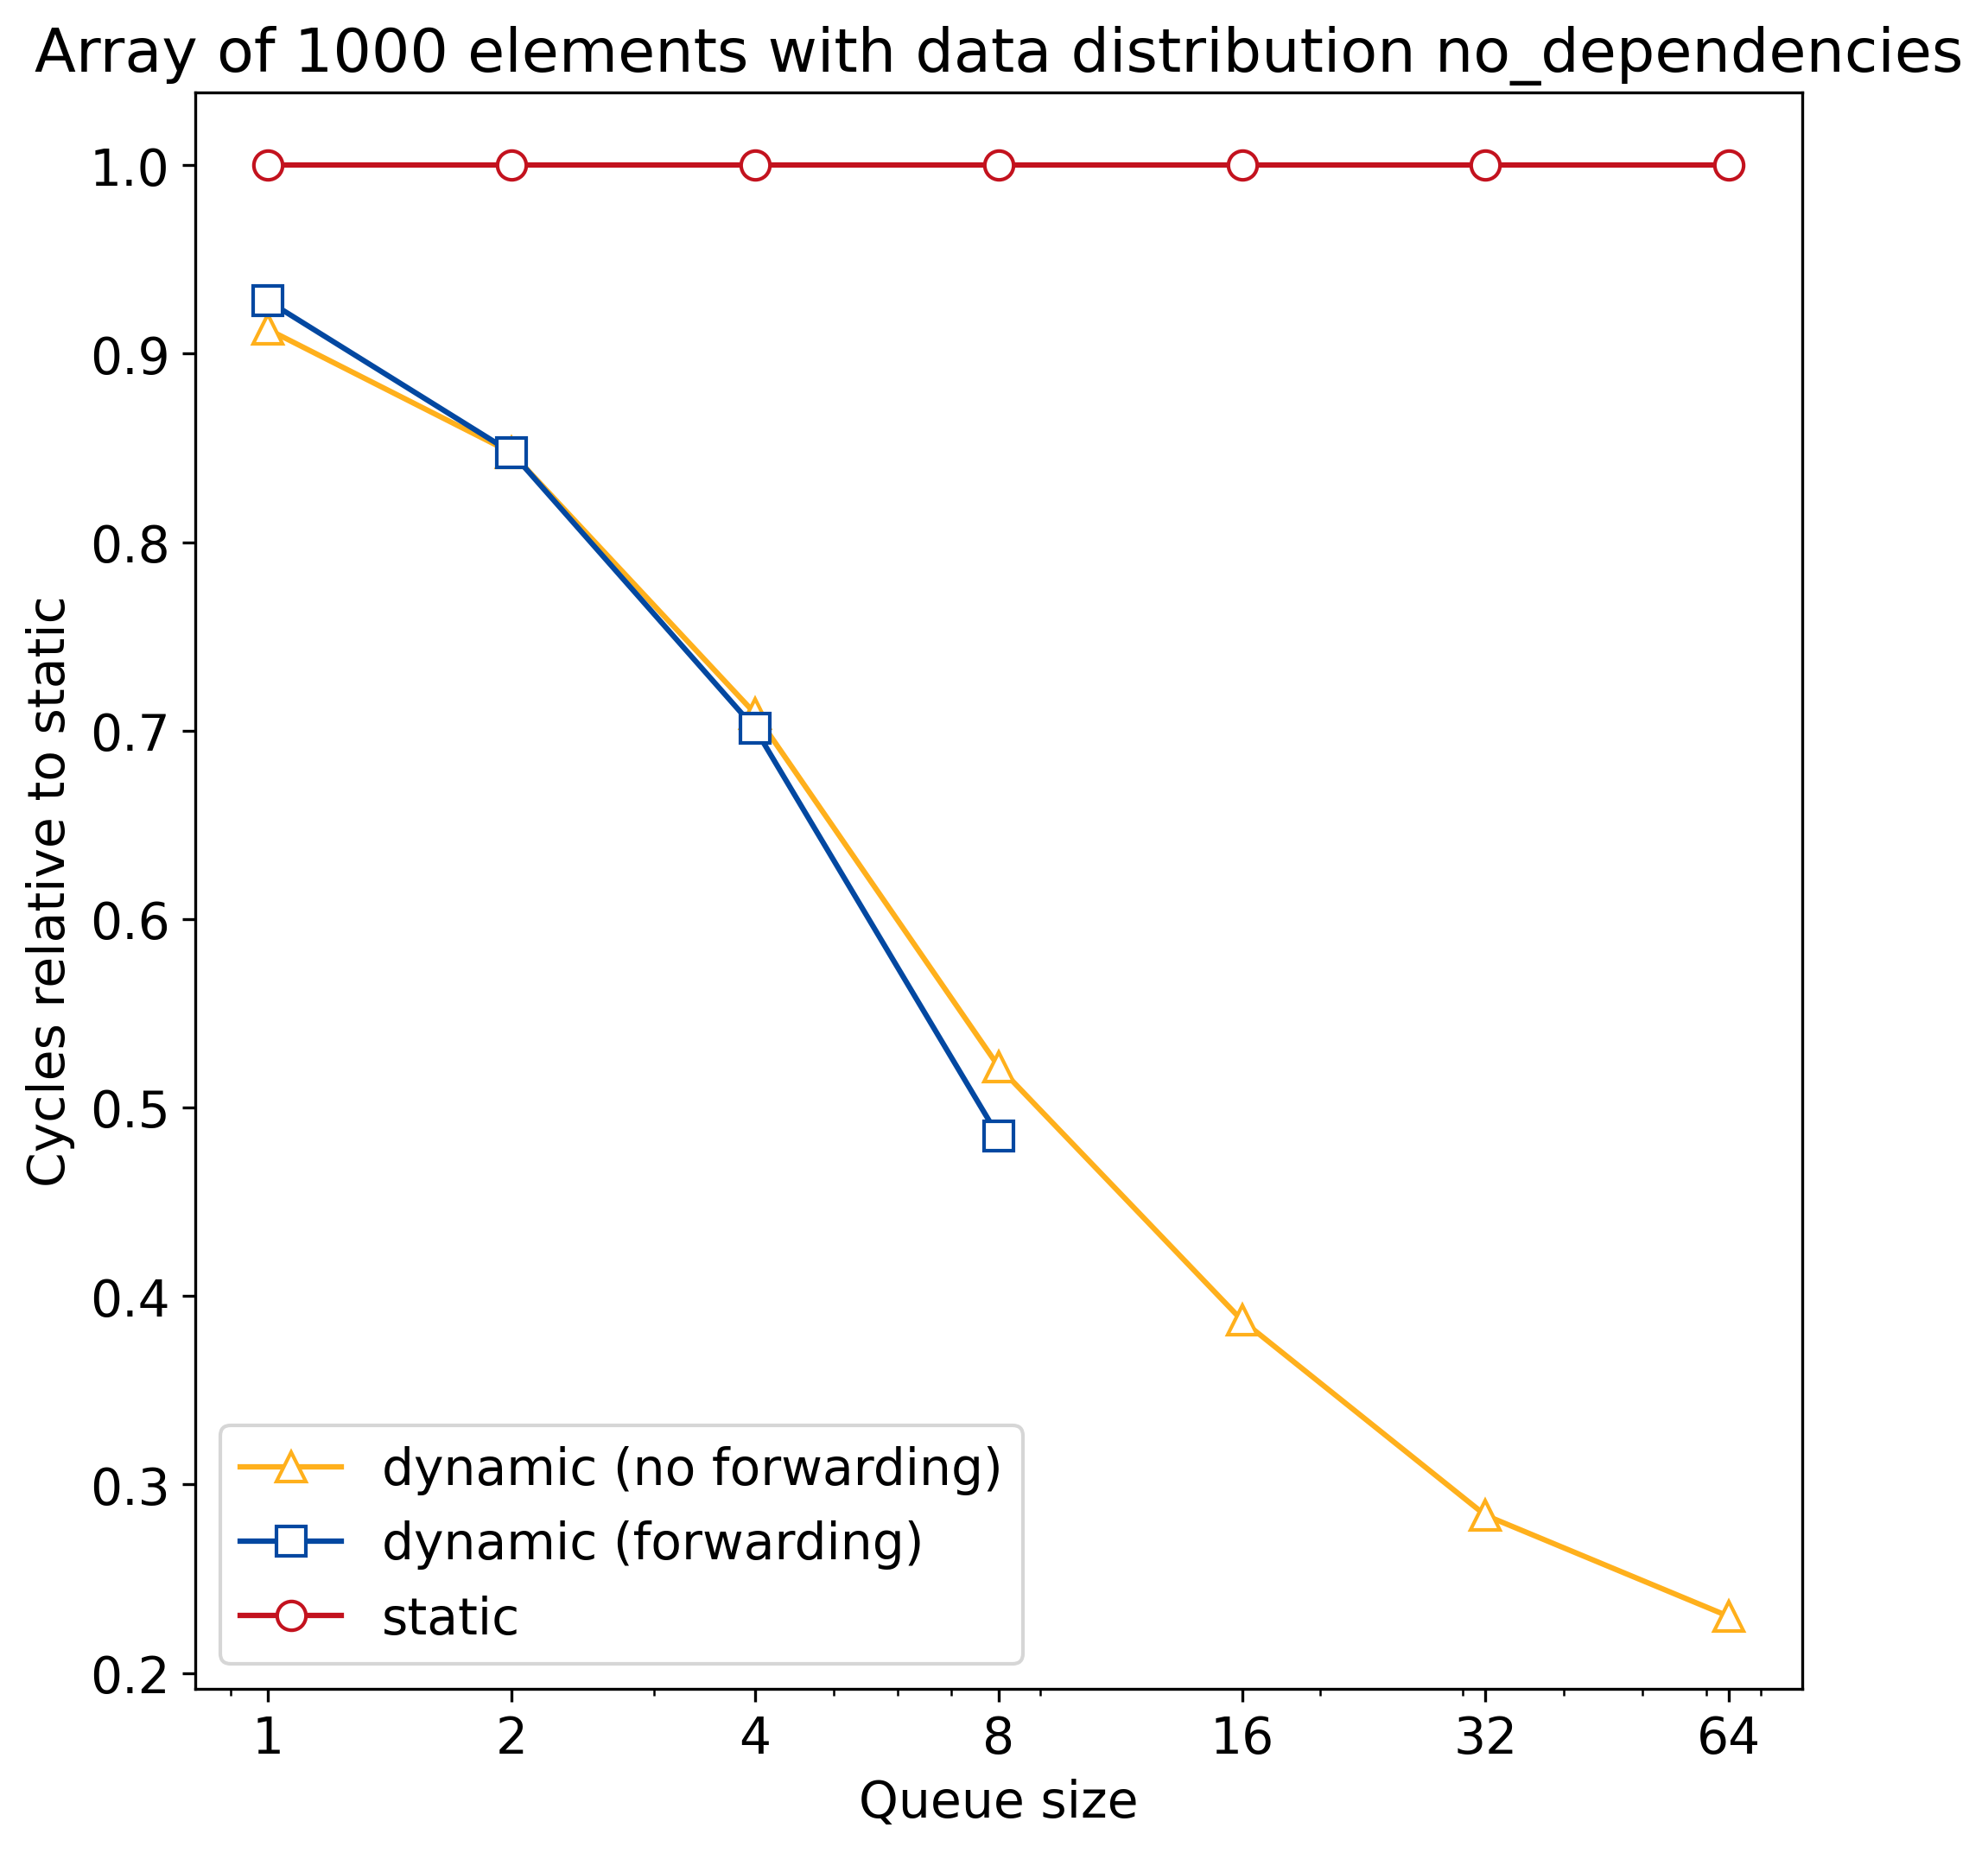 Array of 1000 elements with data distribution no_dependencies
Cycles relative to static
1.0
0.9
0.8
0.7
0.6
0.5
0.4
0.3
0.2
dynamic (no forwarding)
dynamic (forwarding)
static
1 2 4 8 16 32 64
Queue size